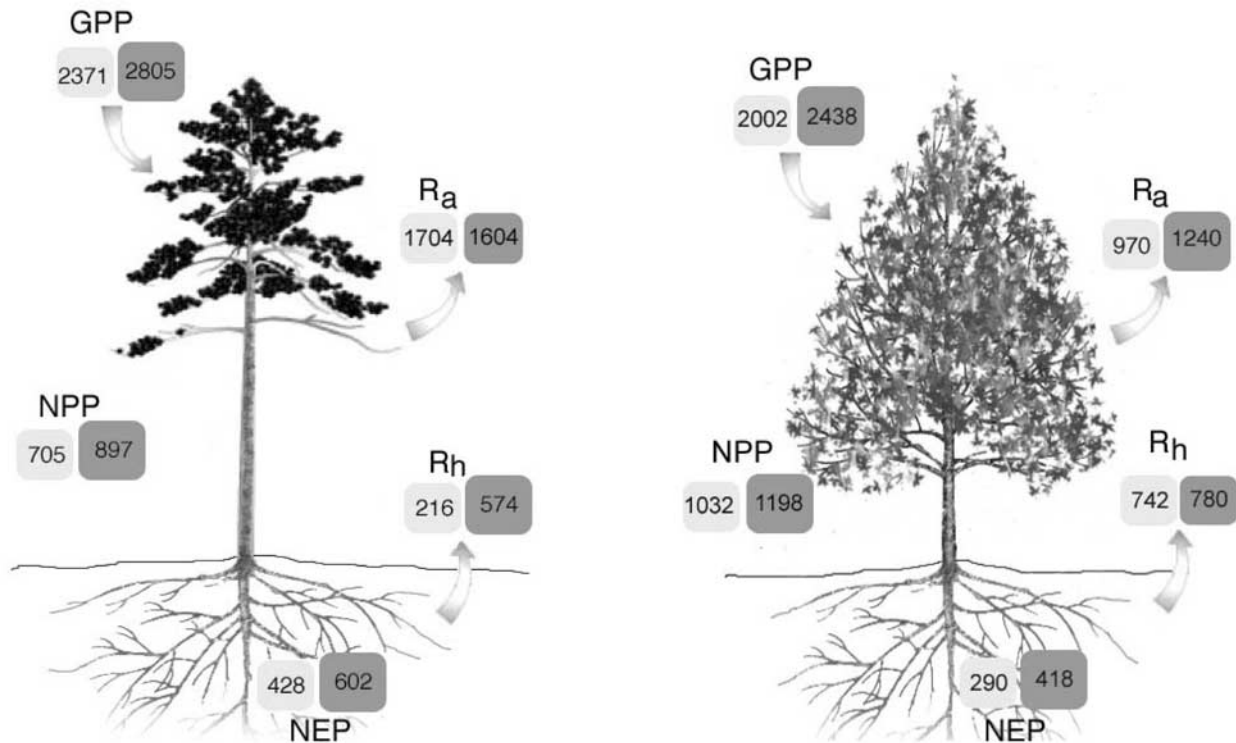 GPP
2371 2805
Ra
1704 1604
NPP
705 897
Rh
216 574
428 602
NEP
GPP
2002 2438
Ra
970 1240
NPP
1032 1198
Rh
742 780
290 418
NEP